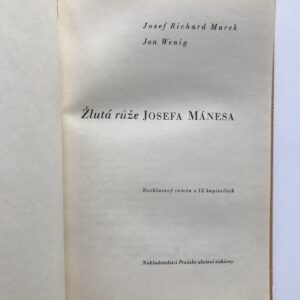 Josef Richard Marek
Jan Wenig
Žlutá růže JOSEFA MÁNESA
Rozhlasový román o 12 kapitolách
Nakladatelství Pražské akciové tiskárny